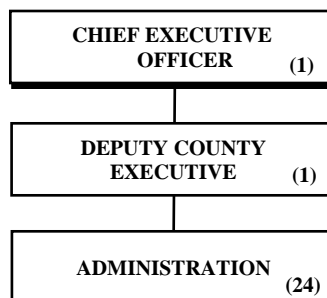 CHIEF EXECUTIVE
OFFICER
(1)
DEPUTY COUNTY
EXECUTIVE
(1)
ADMINISTRATION
(24)